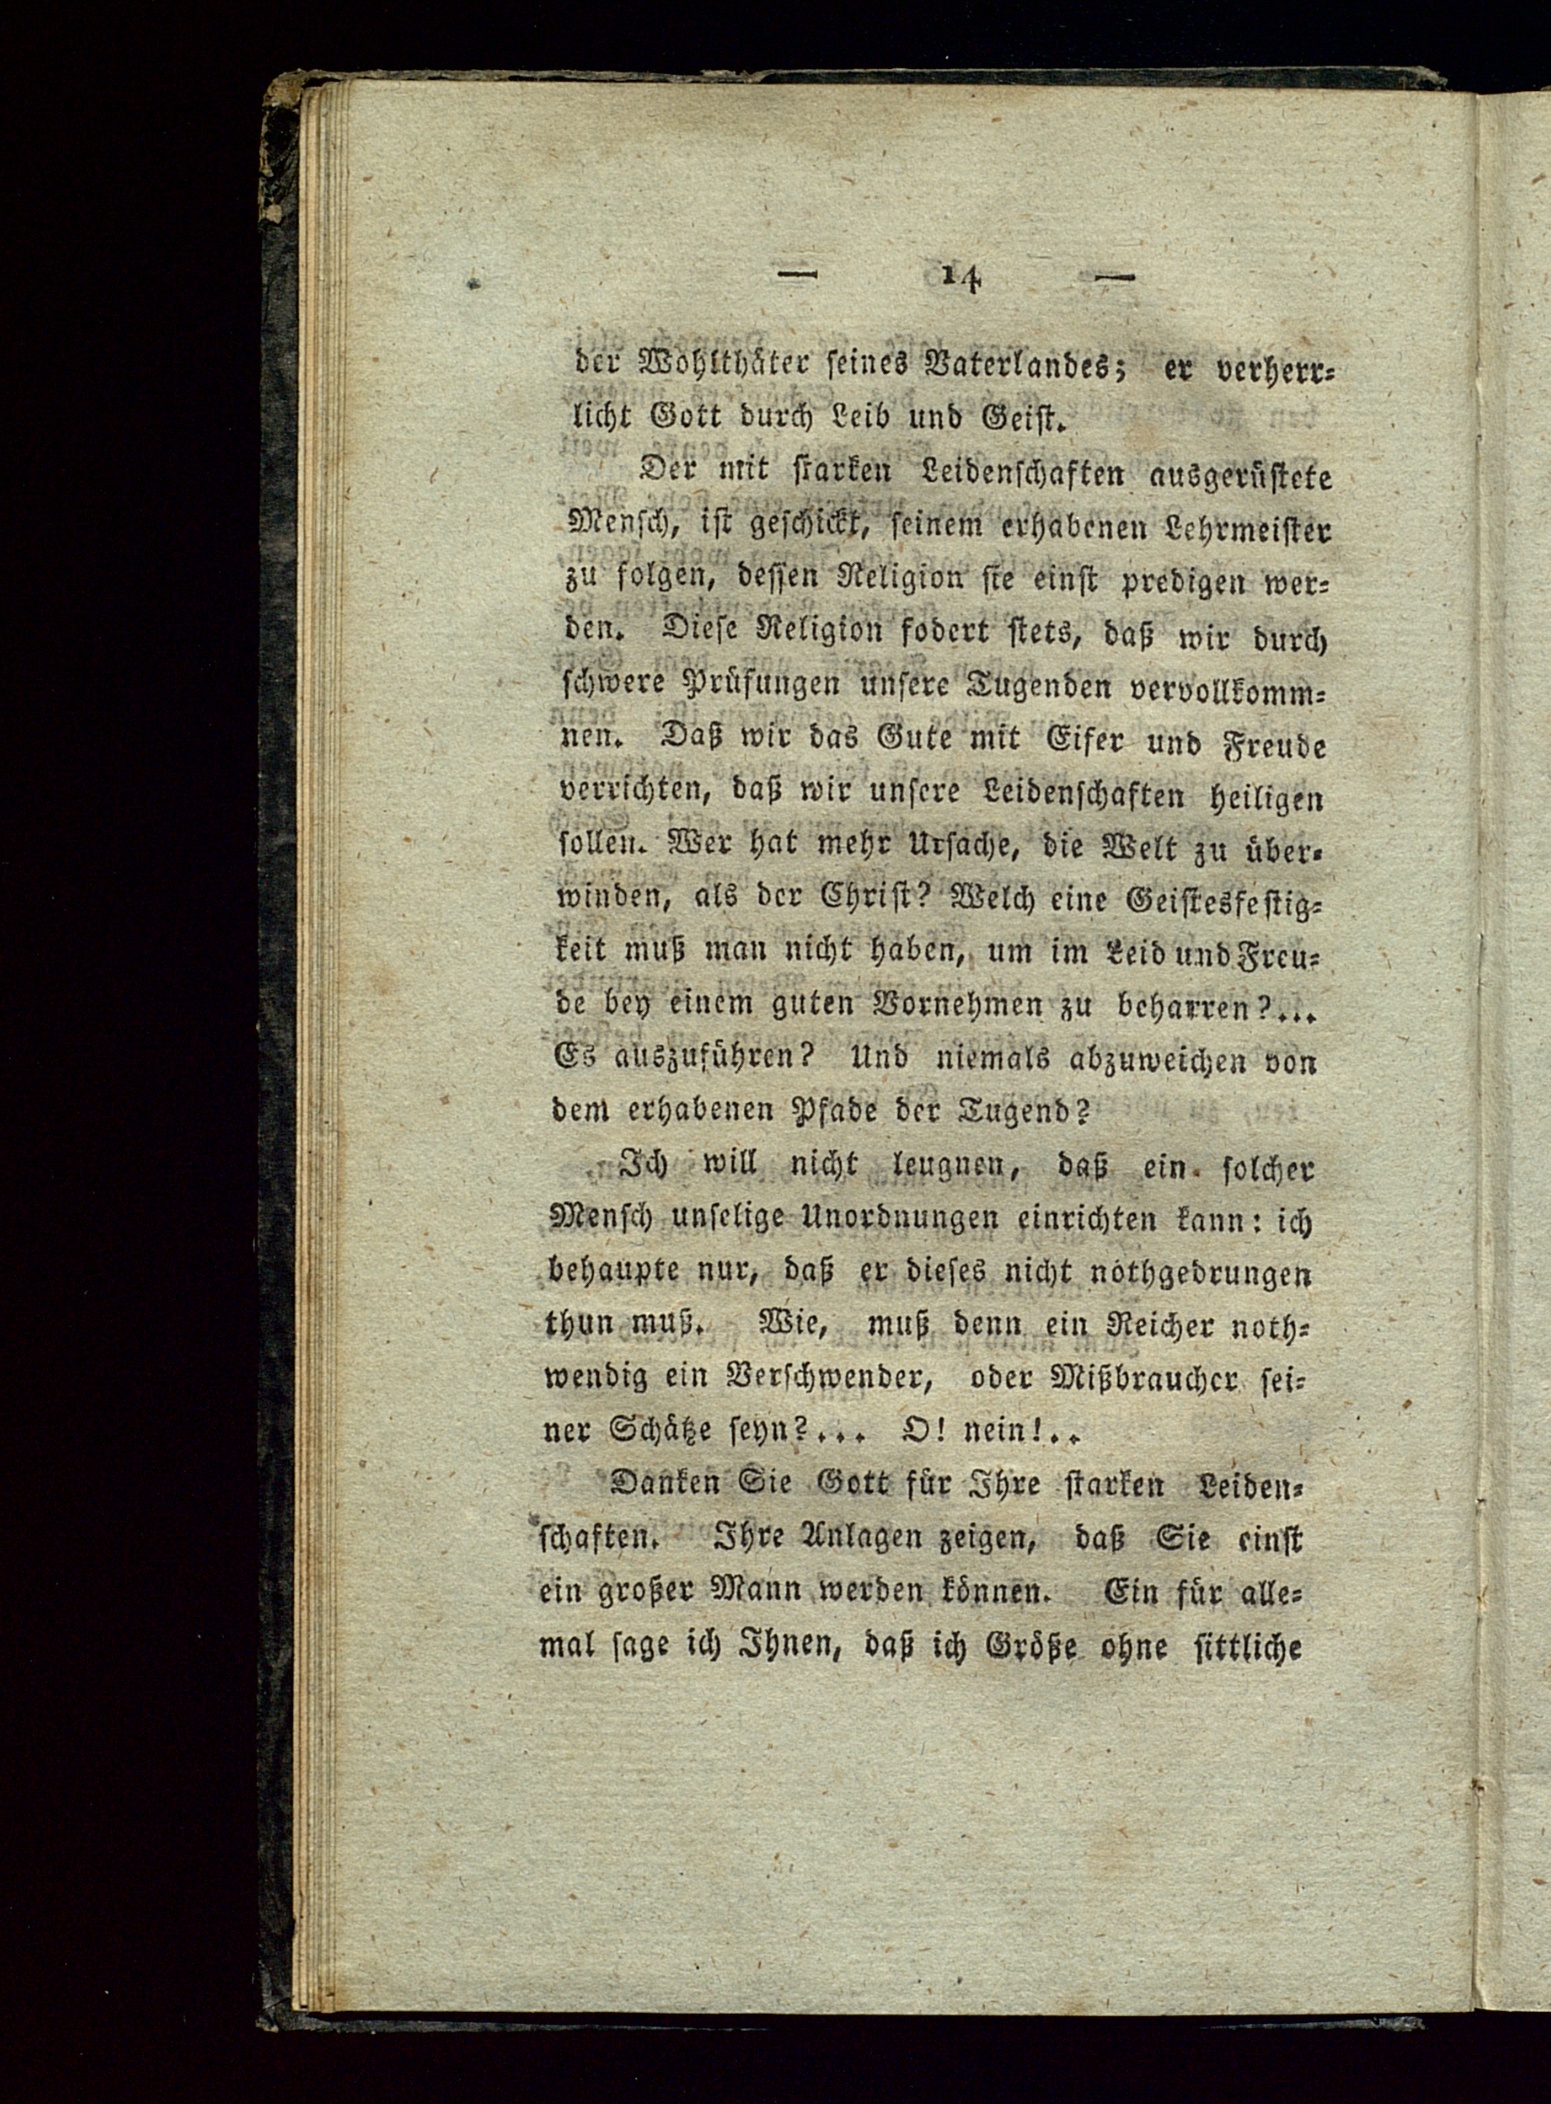 — 14 —
der Wohlthäter seines Vaterlandes; er verherr-
licht Gott durch Leib und Geist.
Der mit starken Leidenschaften ausgerüstete
Mensch, ist geschickt, seinem erhabenen Lehrmeister
zu folgen, dessen Religion sie einst predigen wer-
den. Diese Religion fodert stets, daß wir durch
schwere Prüfungen unsere Tugenden vervollkomm-
nen. Daß wir das Gute mit Eifer und Freude
verrichten, daß wir unsere Leidenschaften heiligen
sollen. Wer hat mehr Ursache, die Welt zu über-
winden, als der Christ? Welch eine Geistesfestig-
keit muß man nicht haben, um im Leid und Freu-
de bey einem guten Vornehmen zu beharren?...
Es auszuführen? Und niemals abzuweichen von
dem erhabenen Pfade der Tugend?
Ich will nicht leugnen, daß ein solcher
Mensch unselige Unordnungen einrichten kann: ich
behaupte nur, daß er dieses nicht nothgedrungen
thun muß. Wie, muß denn ein Reicher noth-
wendig ein Verschwender, oder Mißbraucher sei-
ner Schätze seyn?... O! nein!..
Danken Sie Gott für Ihre starken Leiden-
schaften. Ihre Anlagen zeigen, daß Sie einst
ein großer Mann werden können. Ein für alle-
mal sage ich Ihnen, daß ich Größe ohne sittliche